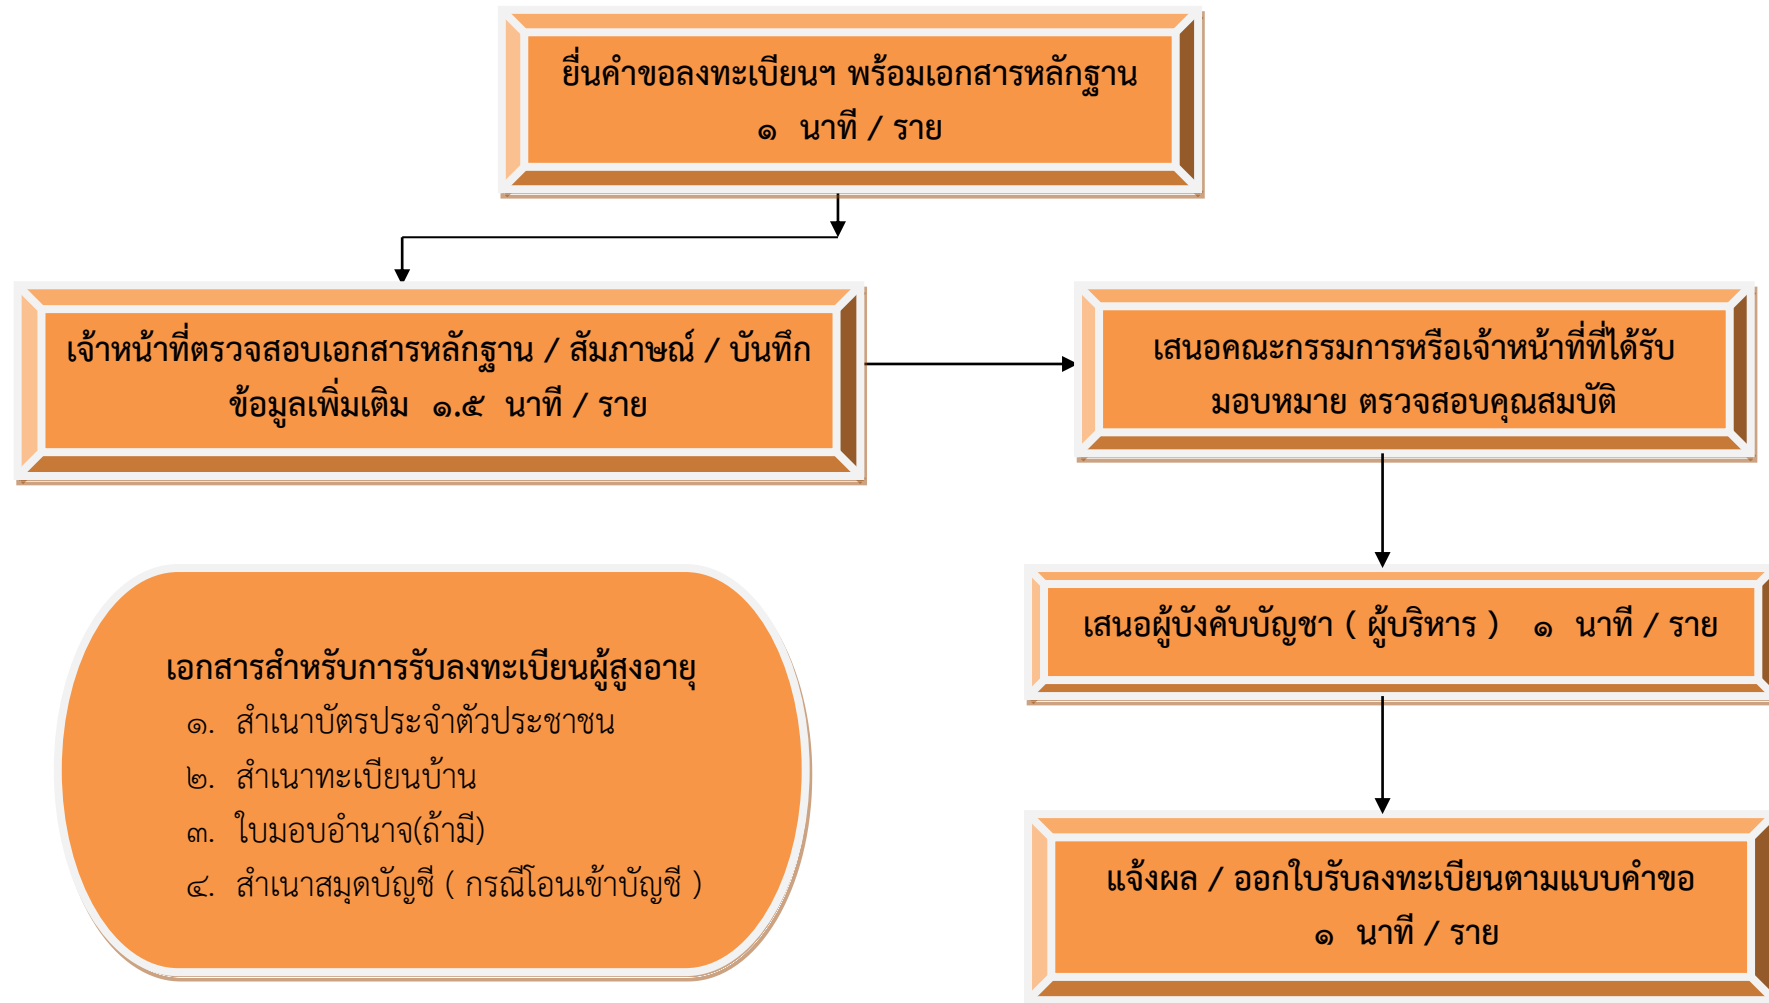 ยื่นคำขอลงทะเบียนฯ พร้อมเอกสารหลักฐาน
๑ นาที / ราย
เจ้าหน้าที่ตรวจสอบเอกสารหลักฐาน / สัมภาษณ์ / บันทึก
ข้อมูลเพิ่มเติม ๑.๕ นาที / ราย
เสนอคณะกรรมการหรือเจ้าหน้าที่ที่ได้รับ
มอบหมาย ตรวจสอบคุณสมบัติ
เสนอผู้บังคับบัญชา ( ผู้บริหาร ) ๑ นาที / ราย
แจ้งผล / ออกใบรับลงทะเบียนตามแบบคำขอ
๑ นาที / ราย
เอกสารสำหรับการรับลงทะเบียนผู้สูงอายุ
๑. สำเนาบัตรประจำตัวประชาชน
๒. สำเนาทะเบียนบ้าน
๓. ใบมอบอำนาจ(ถ้ามี)
๔. สำเนาสมุดบัญชี ( กรณีโอนเข้าบัญชี )